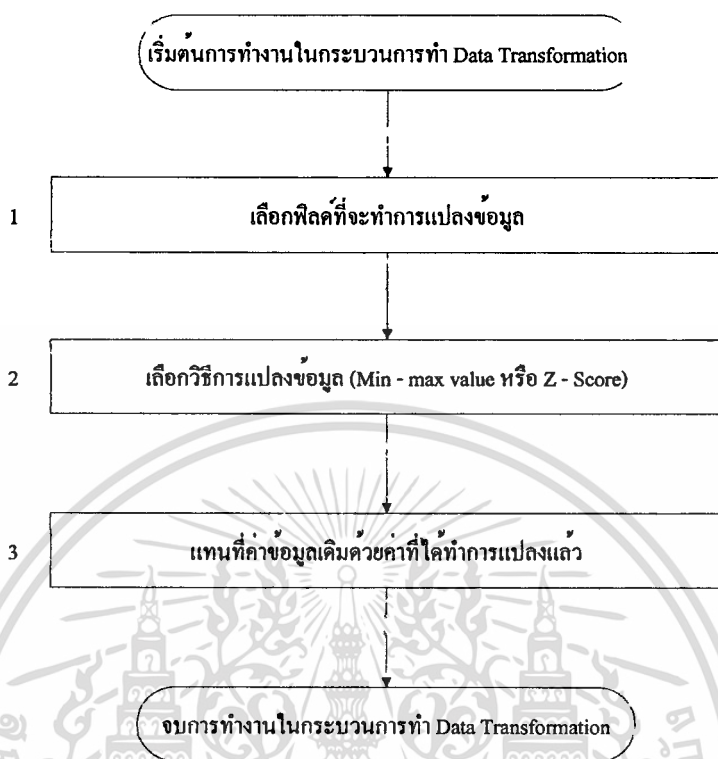 เริ่มต้นการทำงานในกระบวนการทำ Data Transformation
1
เลือกฟิลด์ที่จะทำการแปลงข้อมูล
2
เลือกวิธีการแปลงข้อมูล (Min - max value หรือ Z - Score)
3
แทนที่ค่าข้อมูลเดิมด้วยค่าที่ได้ทำการแปลงแล้ว
จบการทำงานในกระบวนการทำ Data Transformation